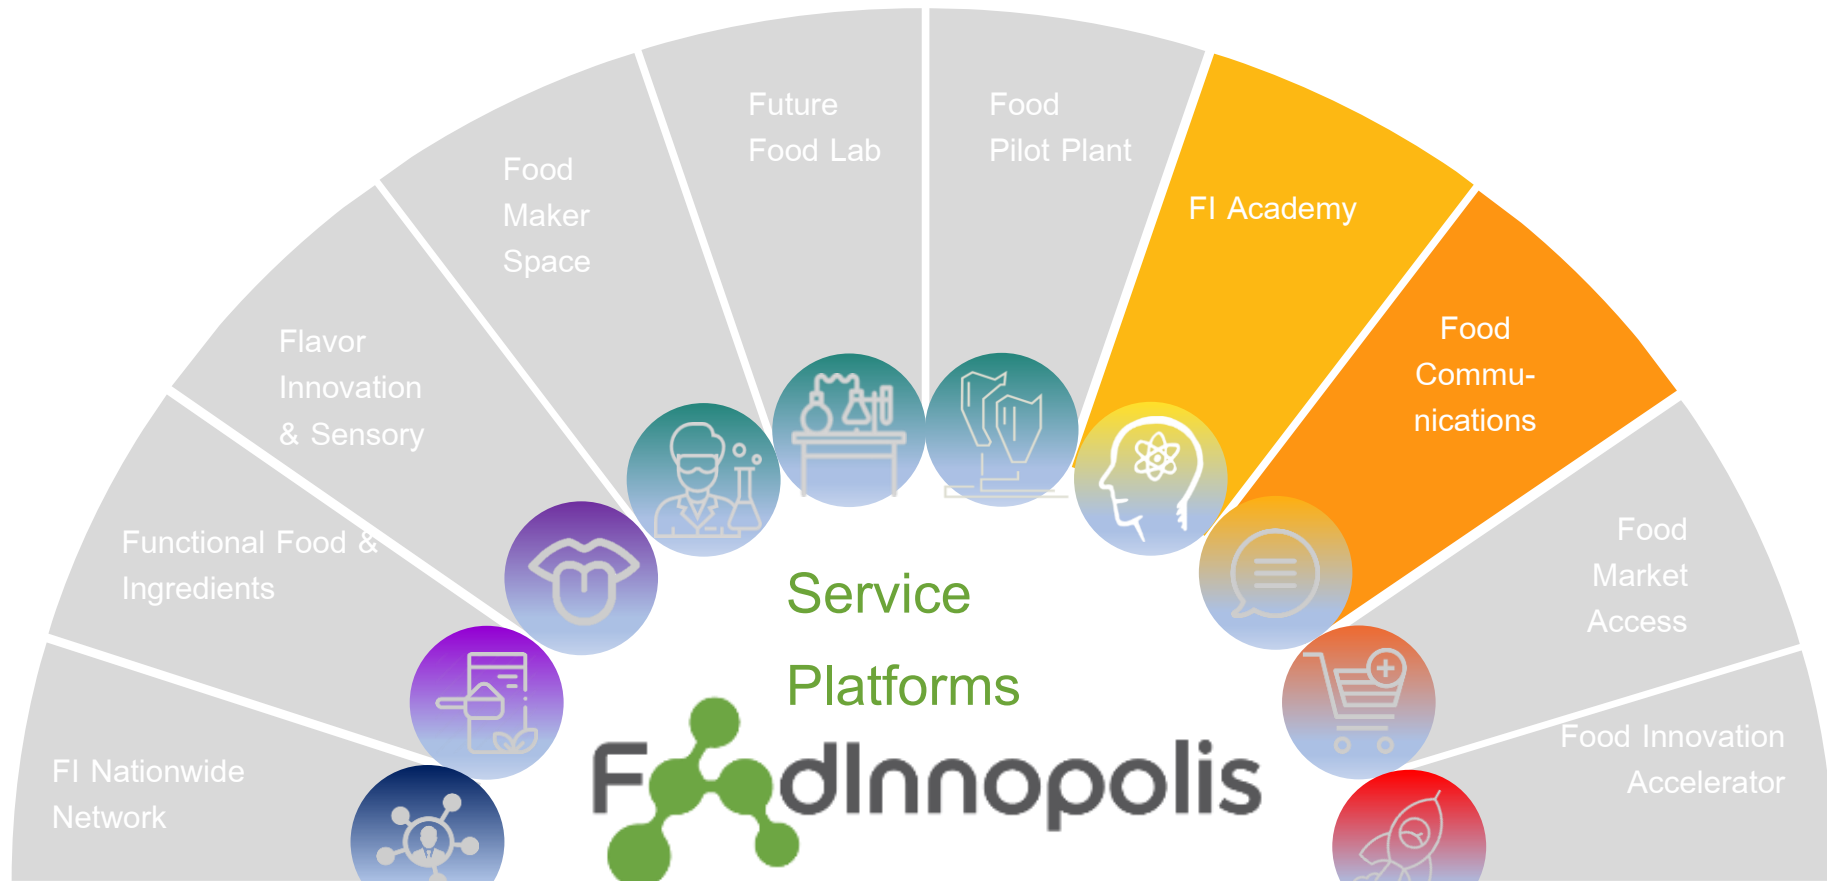 FI Nationwide
Network
Functional Food &
Ingredients
Flavor
Innovation
& Sensory
Food
Maker
Space
Future
Food Lab
Food
Pilot Plant
FI Academy
Food
Commu-
nications
Food
Market
Access
Food Innovation
Accelerator
Service
Platforms
FoodInnopolis